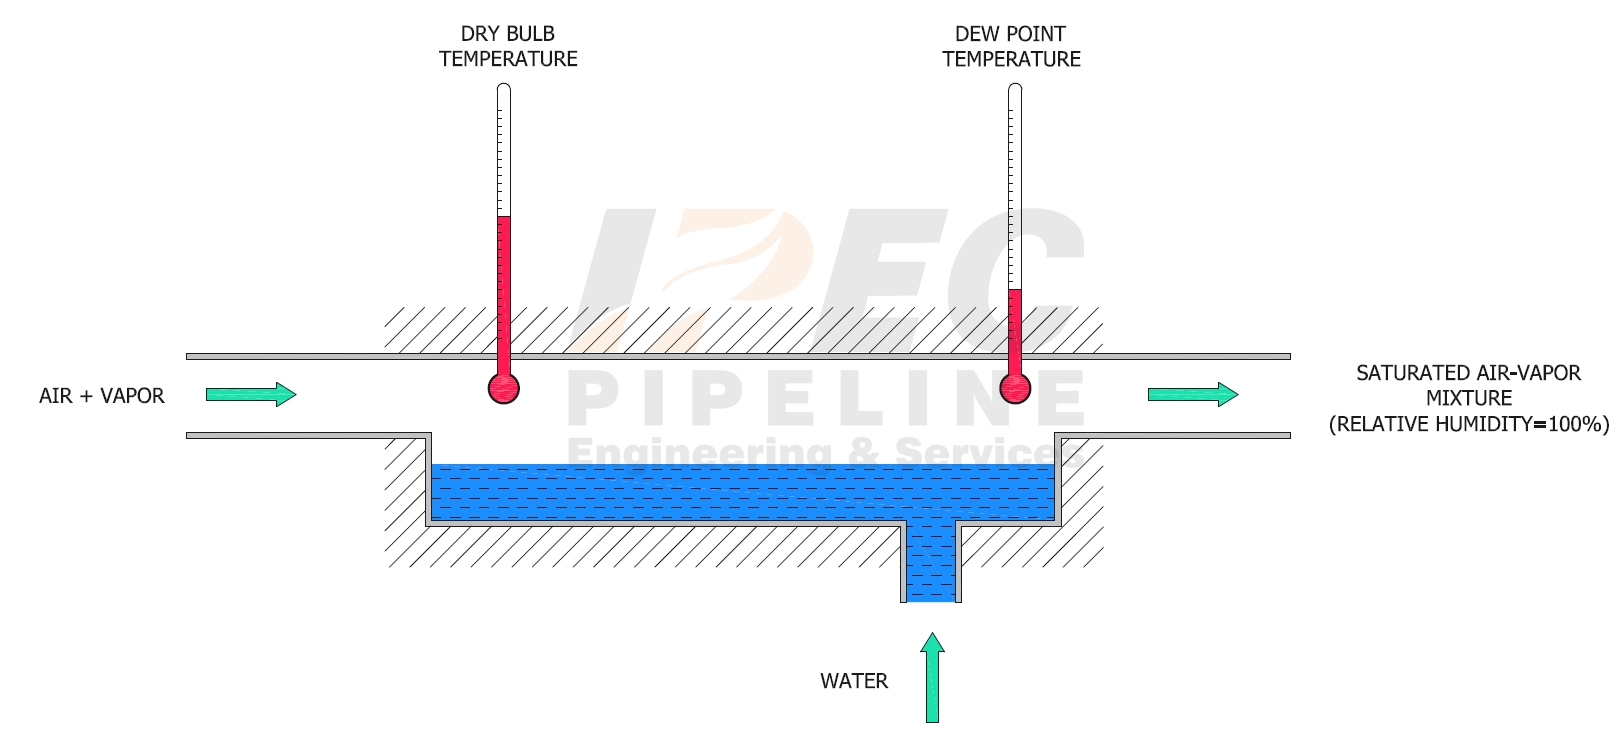 DRY BULB
TEMPERATURE
DEW POINT
TEMPERATURE
IPEC
PIPELINE
Engineering & Services
AIR + VAPOR
SATURATED AIR-VAPOR
MIXTURE
(RELATIVE HUMIDITY=100%)
WATER